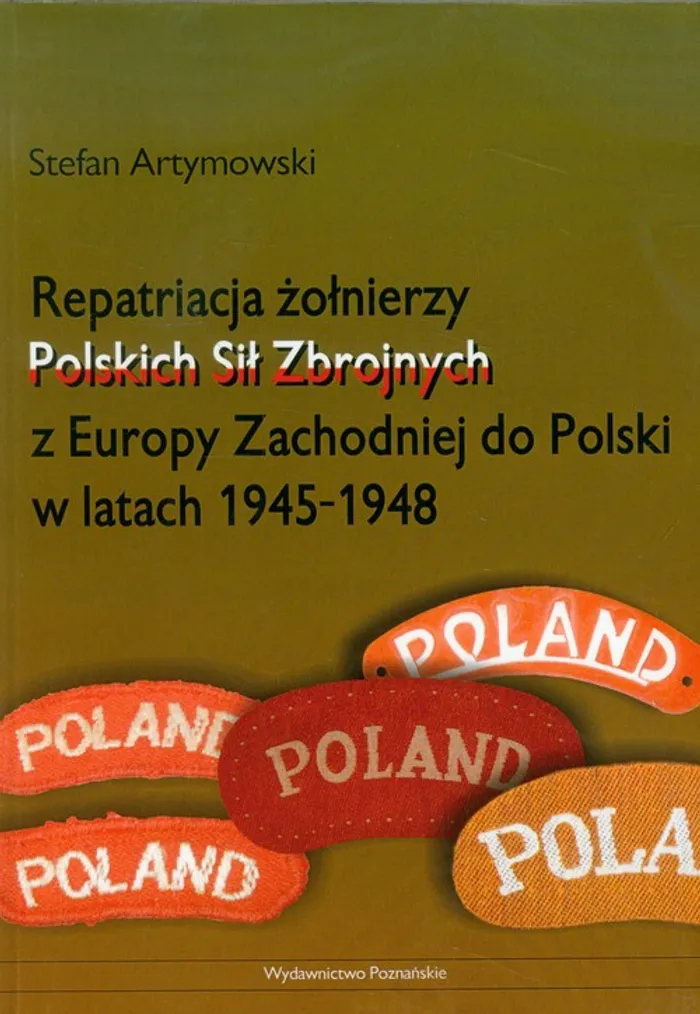 Stefan Artymowski
Repatriacja żołnierzy
Polskich Sił Zbrojnych
z Europy Zachodniej do Polski
w latach 1945-1948
POLAND
POLAND
POLAND
POLAND
POLA
Wydawnictwo Poznańskie